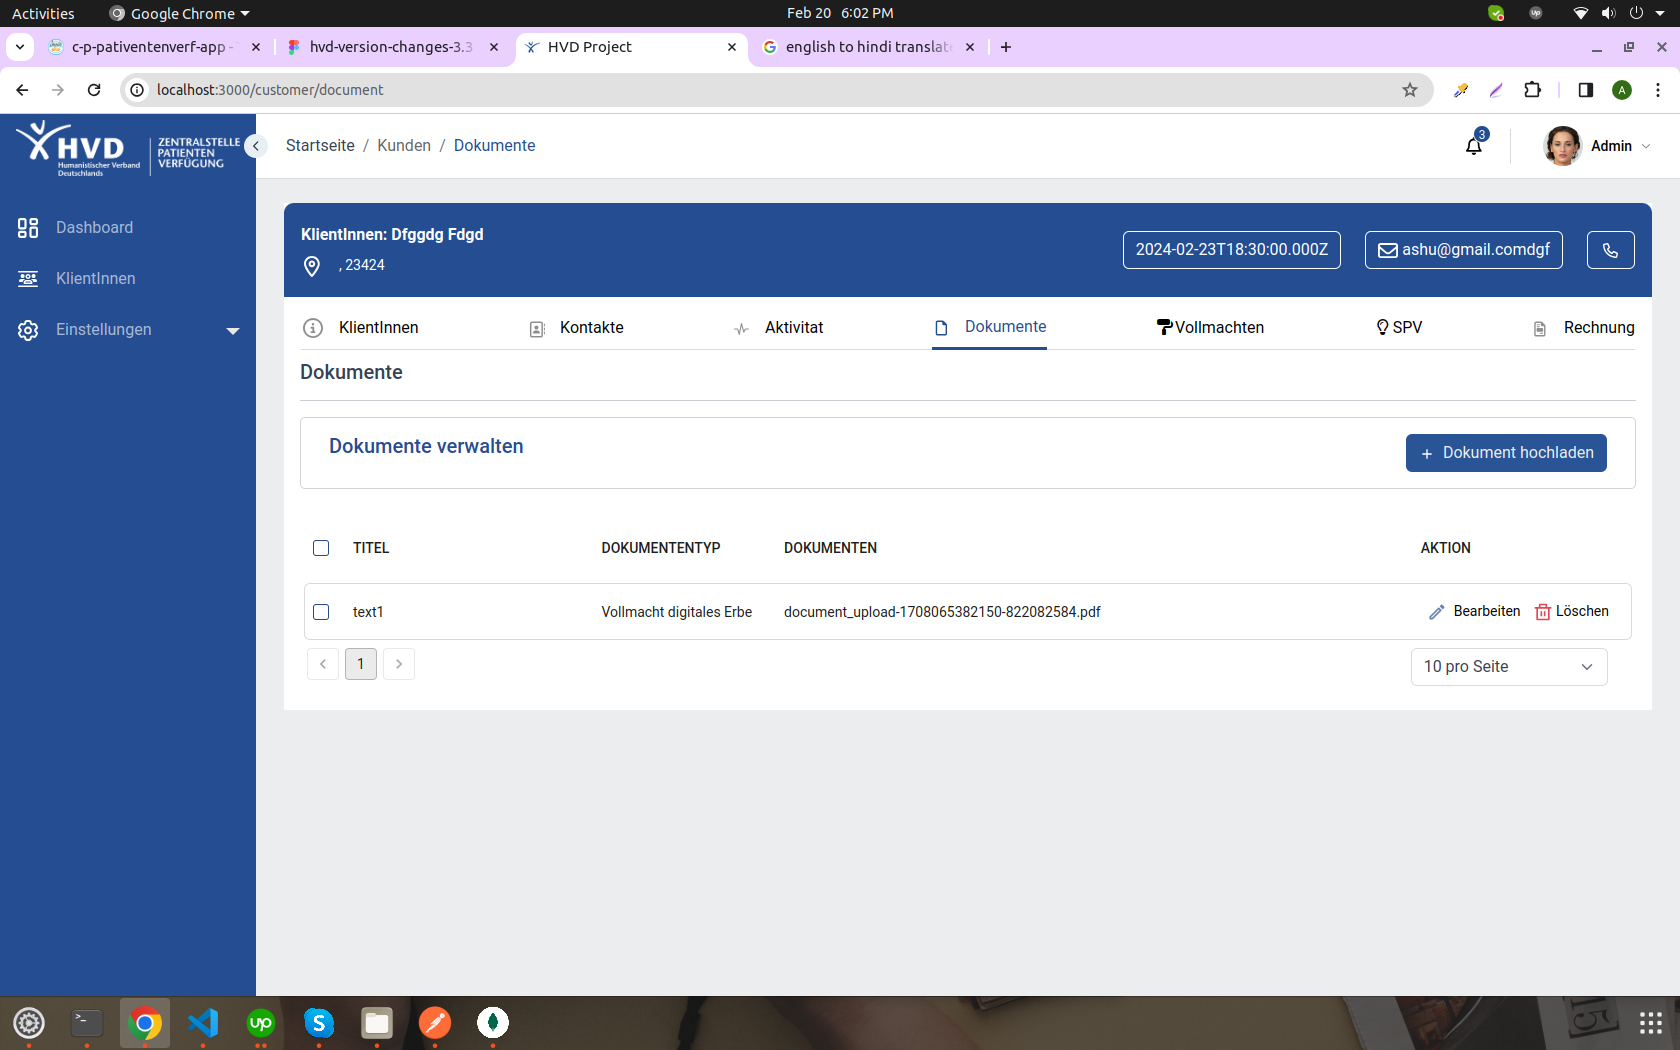 Activities
Google Chrome
Feb 20 6:02 PM
c-p-pativentenverf-app -
hvd-version-changes-3.3
HVD Project
english to hindi translate
localhost:3000/customer/document
A
HVD
Humanistischer Verband
Deutschlands
ZENTRALSTELLE
PATIENTEN
VERFÜGUNG
Startseite / Kunden / Dokumente
3
Admin
Dashboard
KlientInnen
Einstellungen
KlientInnen: Dfggdg Fdgd
, 23424
2024-02-23T18:30:00.000Z
ashu@gmail.comdgf
KlientInnen
Kontakte
Aktivitat
Dokumente
Vollmachten
SPV
Rechnung
Dokumente
Dokumente verwalten
+ Dokument hochladen
TITEL
DOKUMENTENTYP
DOKUMENTEN
AKTION
text1
Vollmacht digitales Erbe
document_upload-1708065382150-822082584.pdf
Bearbeiten
Löschen
1
10 pro Seite
up